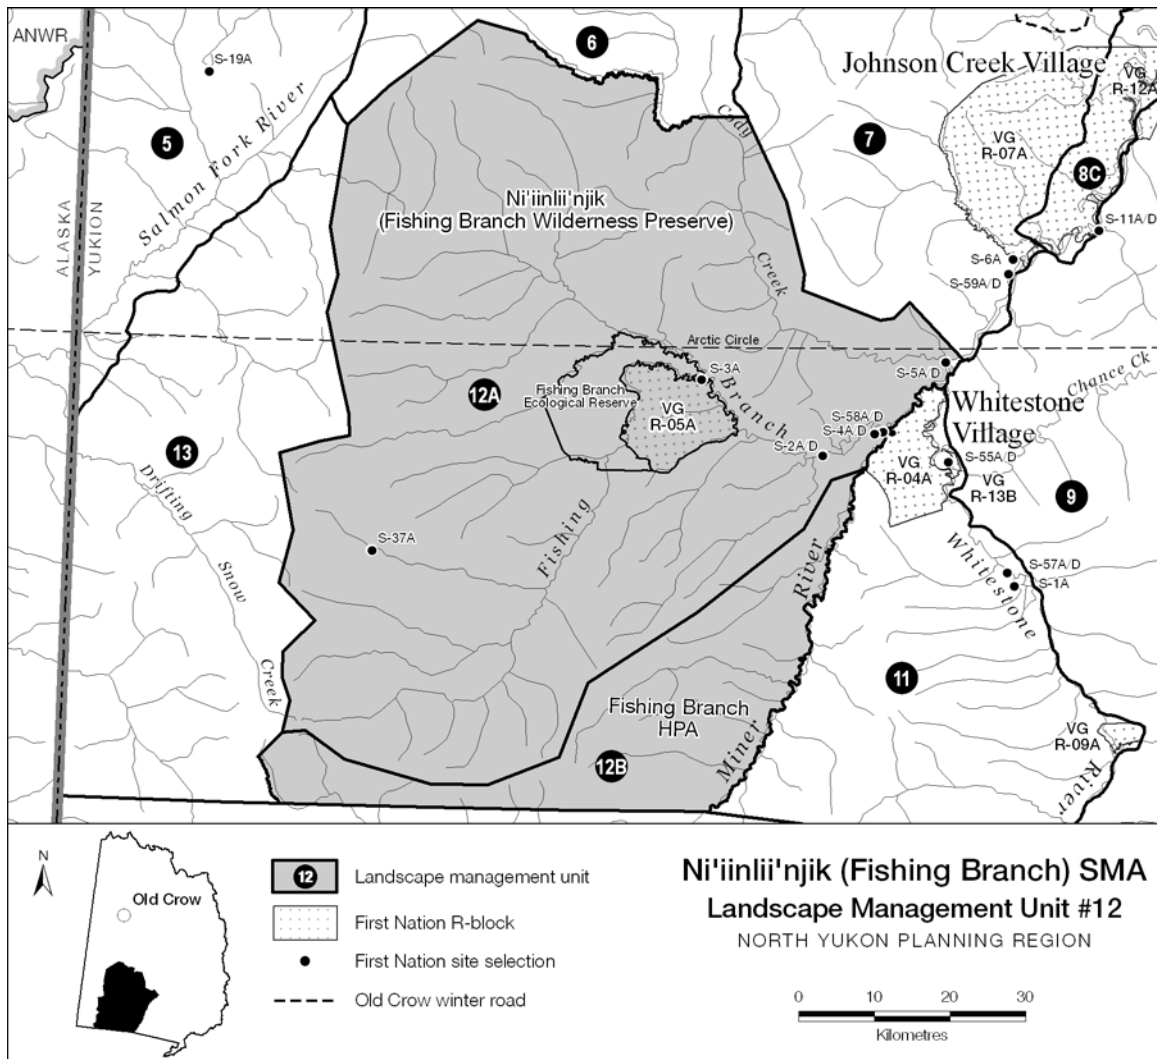 ANWR
S-19A
6
Johnson Creek Village
VG
R-12A
5
Salmon Fork River
Cody
7
VG
R-07A
8C
Ni'iinlii'njik
(Fishing Branch Wilderness Preserve)
S-11A/D
ALASKA
YUKION
Creek
S-6A
S-59A/D
Arctic Circle
S-3A
S-5A/D
Chance Ck
12A
Fishing Branch
Ecological Reserve
VG
R-05A
Branch
Whitestone
Village
S-58A/D
S-4A/D
S-2A/D
S-55A/D
VG
R-04A
VG
R-13B
13
9
Drifting
S-37A
Fishing
River
Whitestone
S-57A/D
S-1A
Snow
Creek
11
Fishing Branch
HPA
Miner
12B
VG
R-09A
River
N
Old Crow
12
Landscape management unit
First Nation R-block
First Nation site selection
Old Crow winter road
Ni'iinlii'njik (Fishing Branch) SMA
Landscape Management Unit #12
NORTH YUKON PLANNING REGION
0 10 20 30
Kilometres